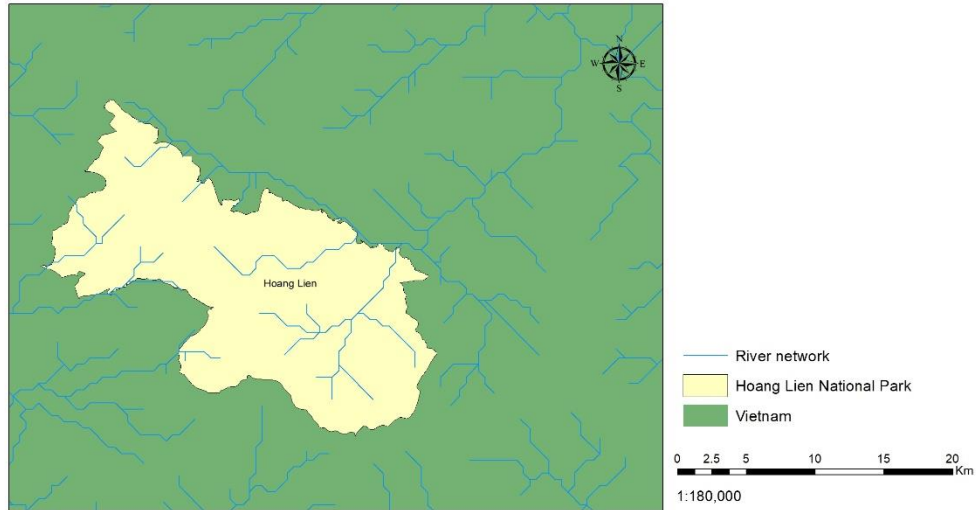 N
W E
S
Hoang Lien
River network
Hoang Lien National Park
Vietnam
0 2.5 5 10 15 20
Km
1:180,000